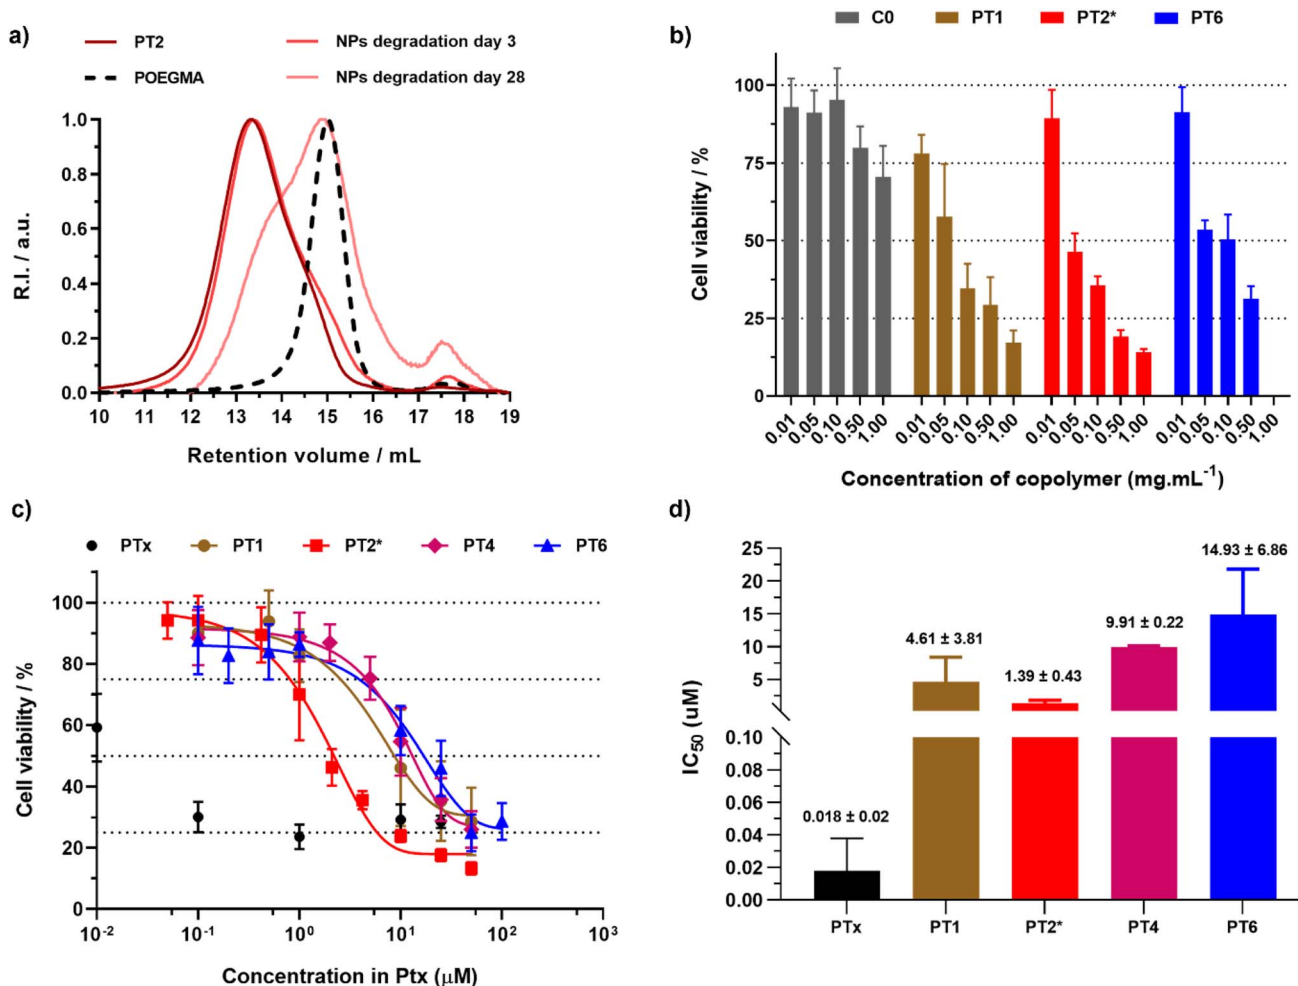 a)
PT2
NPs degradation day 3
POEGMA
NPs degradation day 28
R.I. / a.u.
1.0
0.8
0.6
0.4
0.2
0.0
10 11 12 13 14 15 16 17 18 19
Retention volume / mL
b)
C0 PT1 PT2* PT6
Cell viability / %
100
75
50
25
0
0.01 0.05 0.10 0.50 1.00 0.01 0.05 0.10 0.50 1.00 0.01 0.05 0.10 0.50 1.00 0.01 0.05 0.10 0.50 1.00
Concentration of copolymer (mg.mL⁻¹)
c)
PTx PT1 PT2* PT4 PT6
Cell viability / %
100
80
60
40
20
0
10⁻² 10⁻¹ 10⁰ 10¹ 10² 10³
Concentration in Ptx (μM)
d)
IC₅₀ (uM)
25
20
15
10
5
0.10
0.08
0.06
0.04
0.02
0.00
0.018 ± 0.02
4.61 ± 3.81
1.39 ± 0.43
9.91 ± 0.22
14.93 ± 6.86
PTx PT1 PT2* PT4 PT6